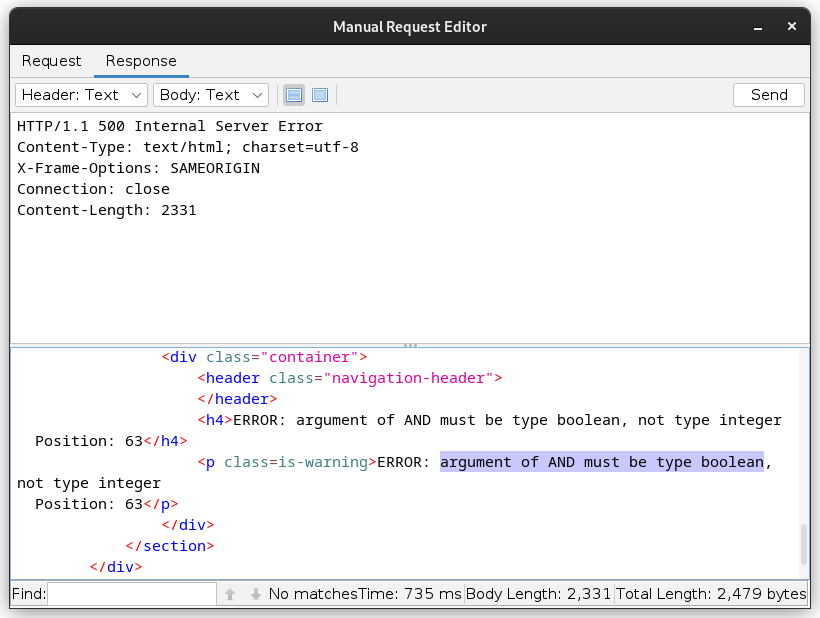 Manual Request Editor
Request Response
Header: Text Body: Text Send
HTTP/1.1 500 Internal Server Error
Content-Type: text/html; charset=utf-8
X-Frame-Options: SAMEORIGIN
Connection: close
Content-Length: 2331
<div class="container">
<header class="navigation-header">
</header>
<h4>ERROR: argument of AND must be type boolean, not type integer
Position: 63</h4>
<p class=is-warning>ERROR: argument of AND must be type boolean,
not type integer
Position: 63</p>
</div>
</section>
</div>
Find: No matches Time: 735 ms Body Length: 2,331 Total Length: 2,479 bytes